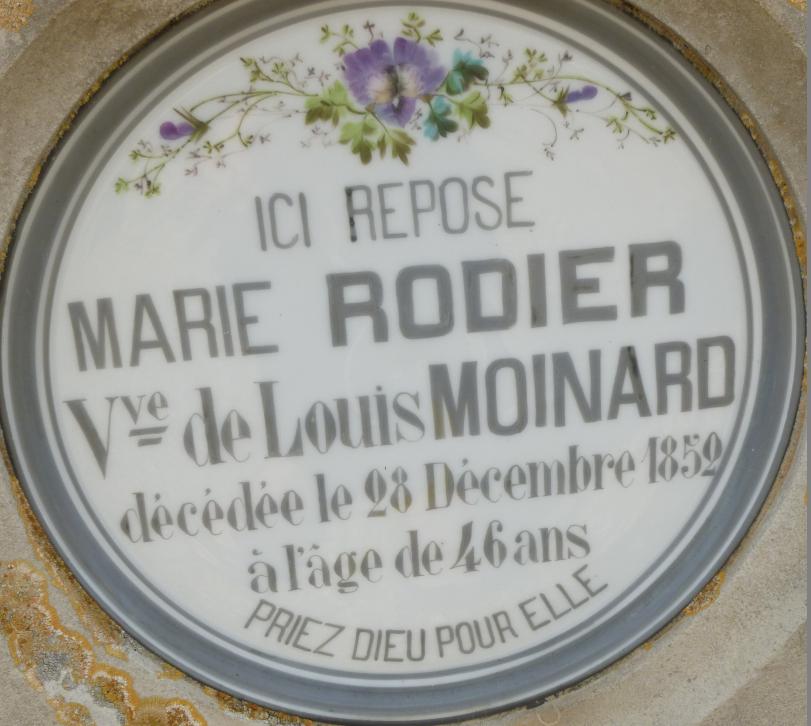 ICI REPOSE
MARIE RODIER
Vve de Louis MOINARD
décédée le 28 Décembre 1852
à l'âge de 46 ans
PRIEZ DIEU POUR ELLE